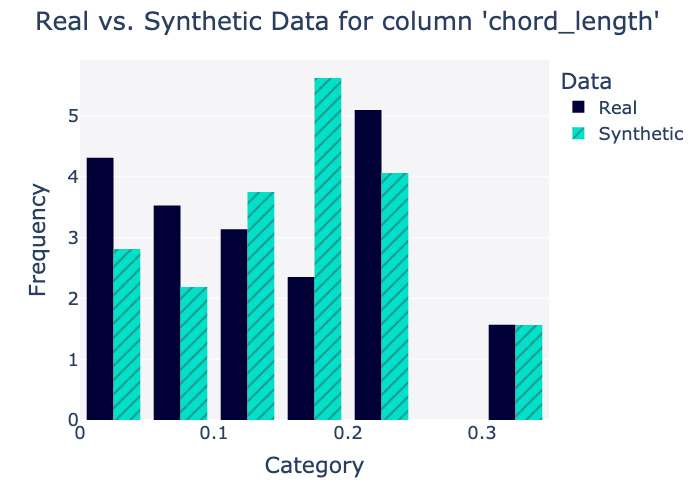 Real vs. Synthetic Data for column 'chord_length'
Data
Real
Synthetic
Frequency
5
4
3
2
1
0
0 0.1 0.2 0.3
Category